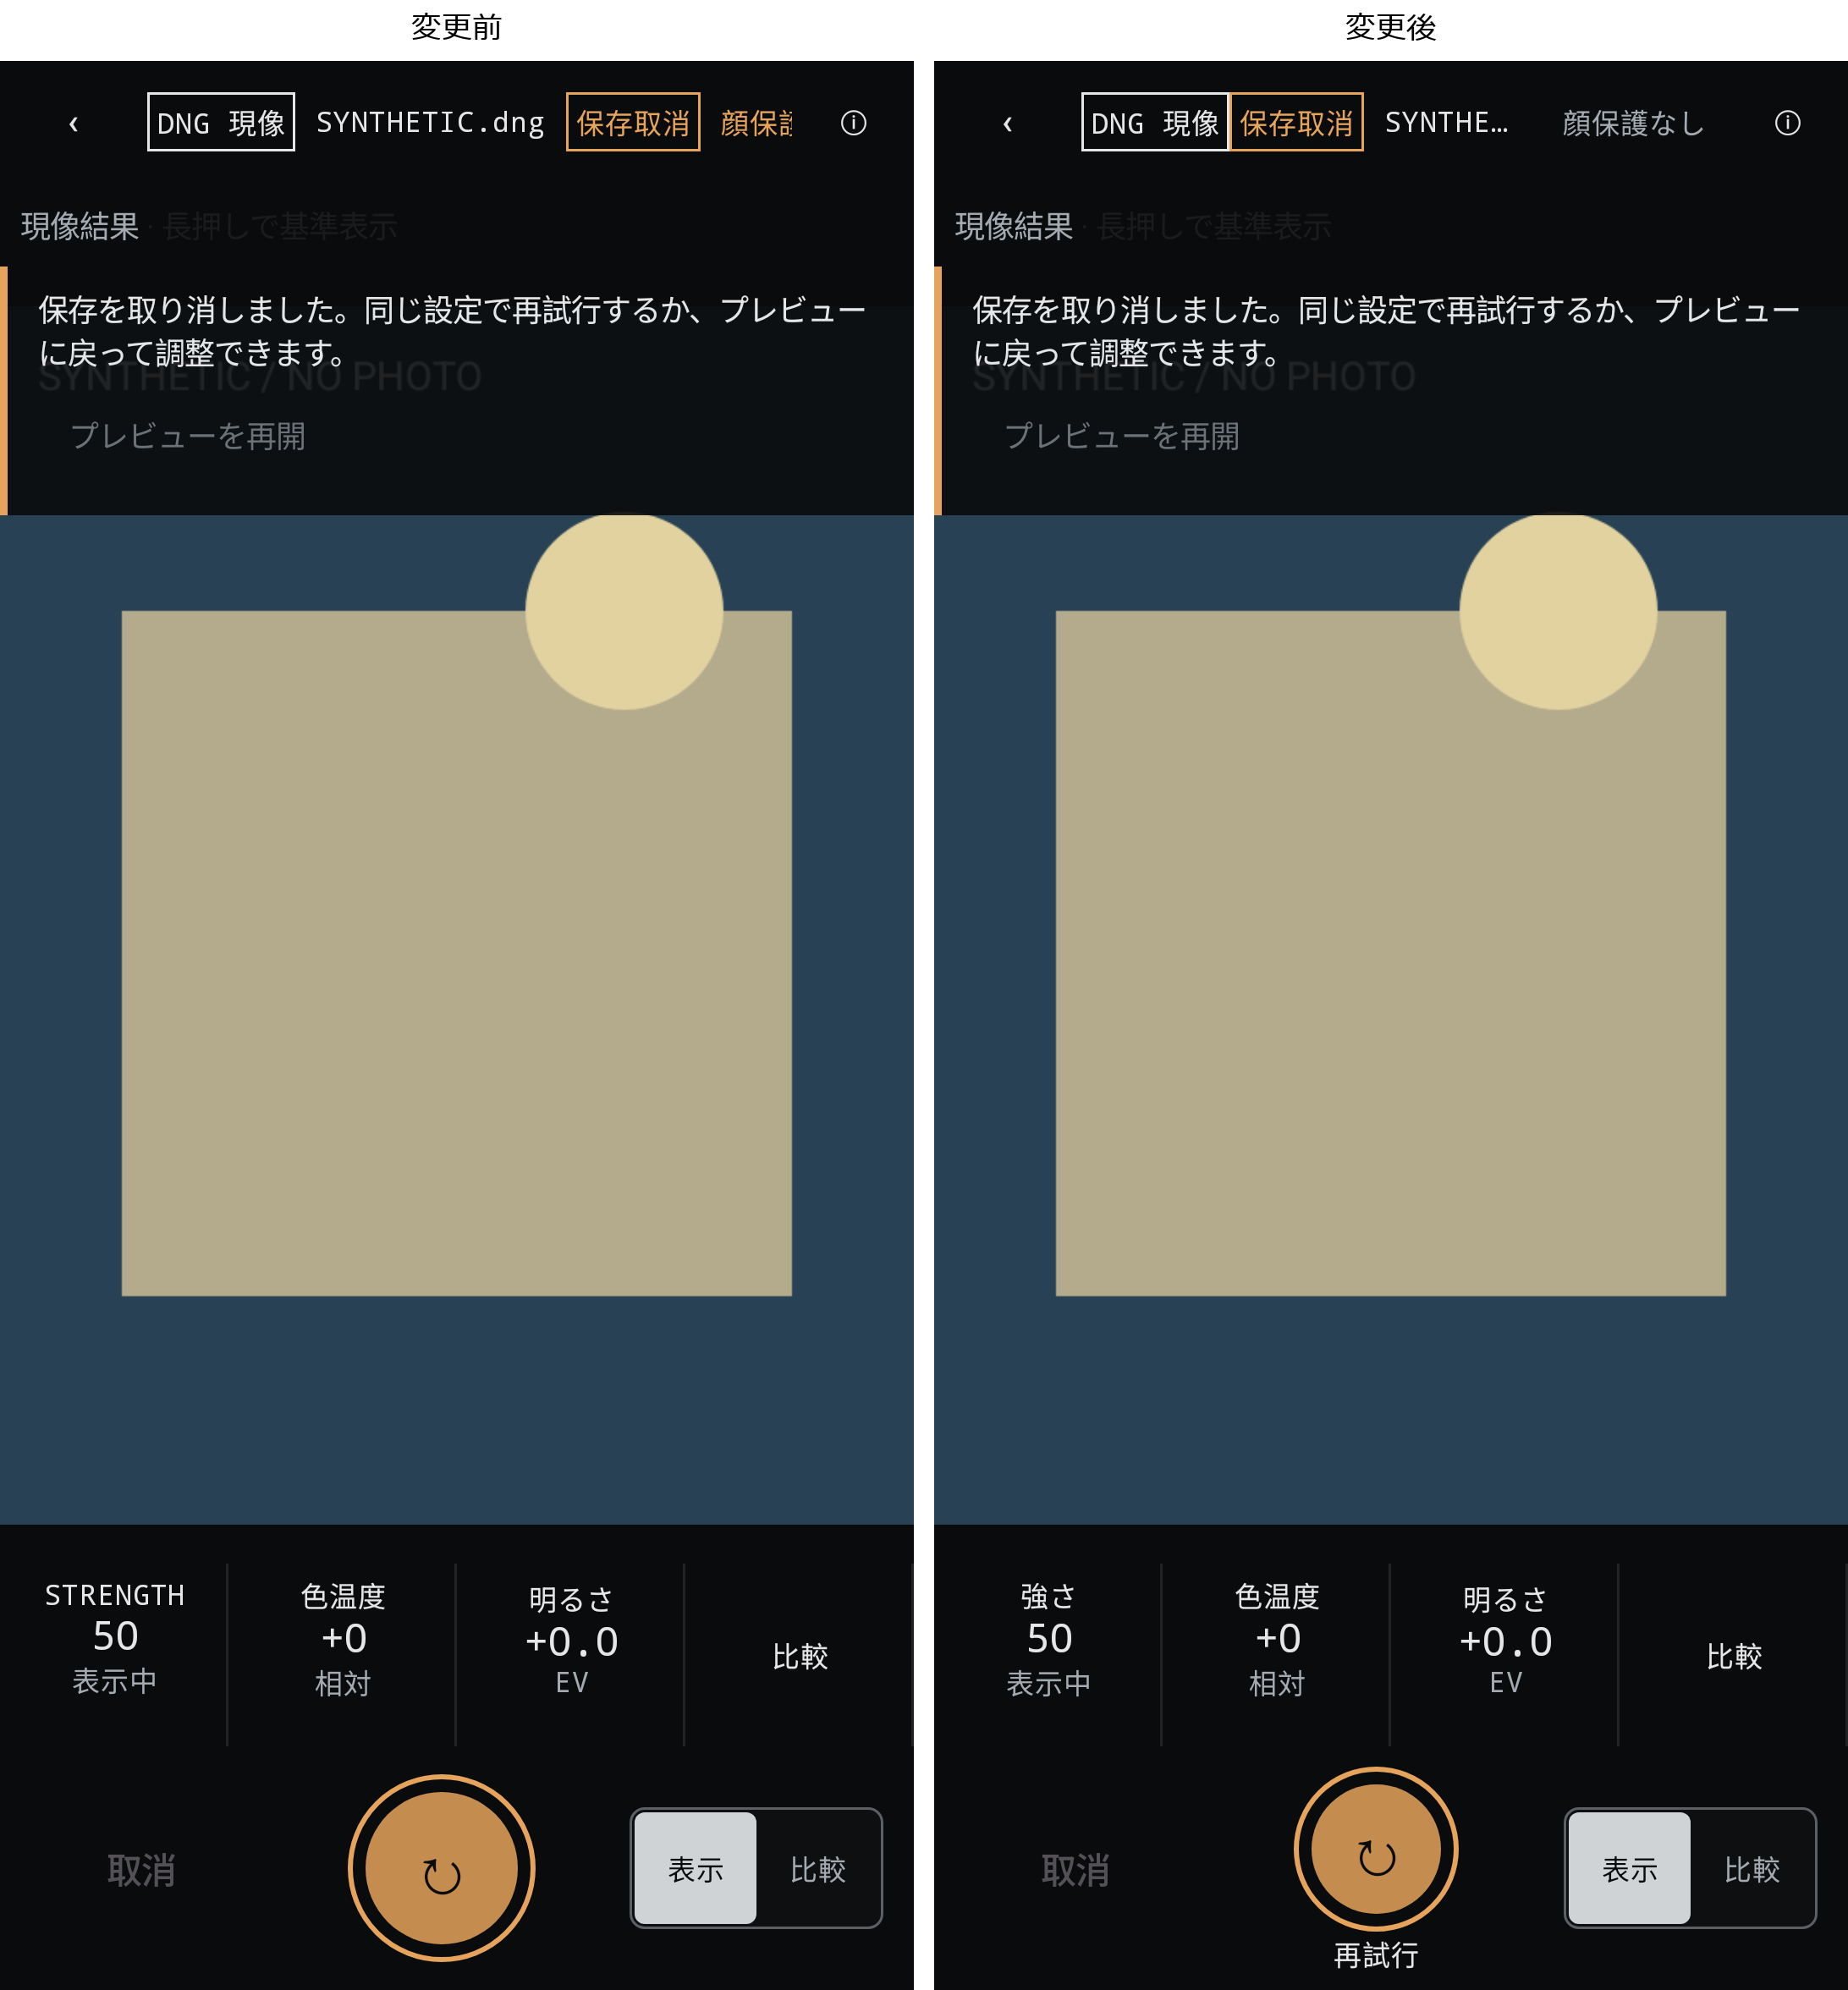 変更前
‹ DNG 現像 SYNTHETIC.dng 保存取消 顔保 ⓘ
現像結果 · 長押しで基準表示
保存を取り消しました。同じ設定で再試行するか、プレビュー
に戻って調整できます。
SYNTHETIC / NO PHOTO
プレビューを再開
STRENGTH
50
表示中
色温度
+0
相対
明るさ
+0.0
EV
比較
取消
↻
表示 比較
変更後
‹ DNG 現像 保存取消 SYNTHE… 顔保護なし ⓘ
現像結果 · 長押しで基準表示
保存を取り消しました。同じ設定で再試行するか、プレビュー
に戻って調整できます。
SYNTHETIC / NO PHOTO
プレビューを再開
強さ
50
表示中
色温度
+0
相対
明るさ
+0.0
EV
比較
取消
↻
再試行
表示 比較